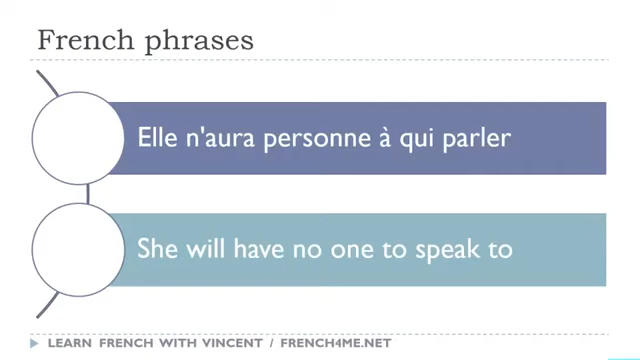 French phrases
Elle n'aura personne à qui parler
She will have no one to speak to
LEARN FRENCH WITH VINCENT / FRENCH4ME.NET